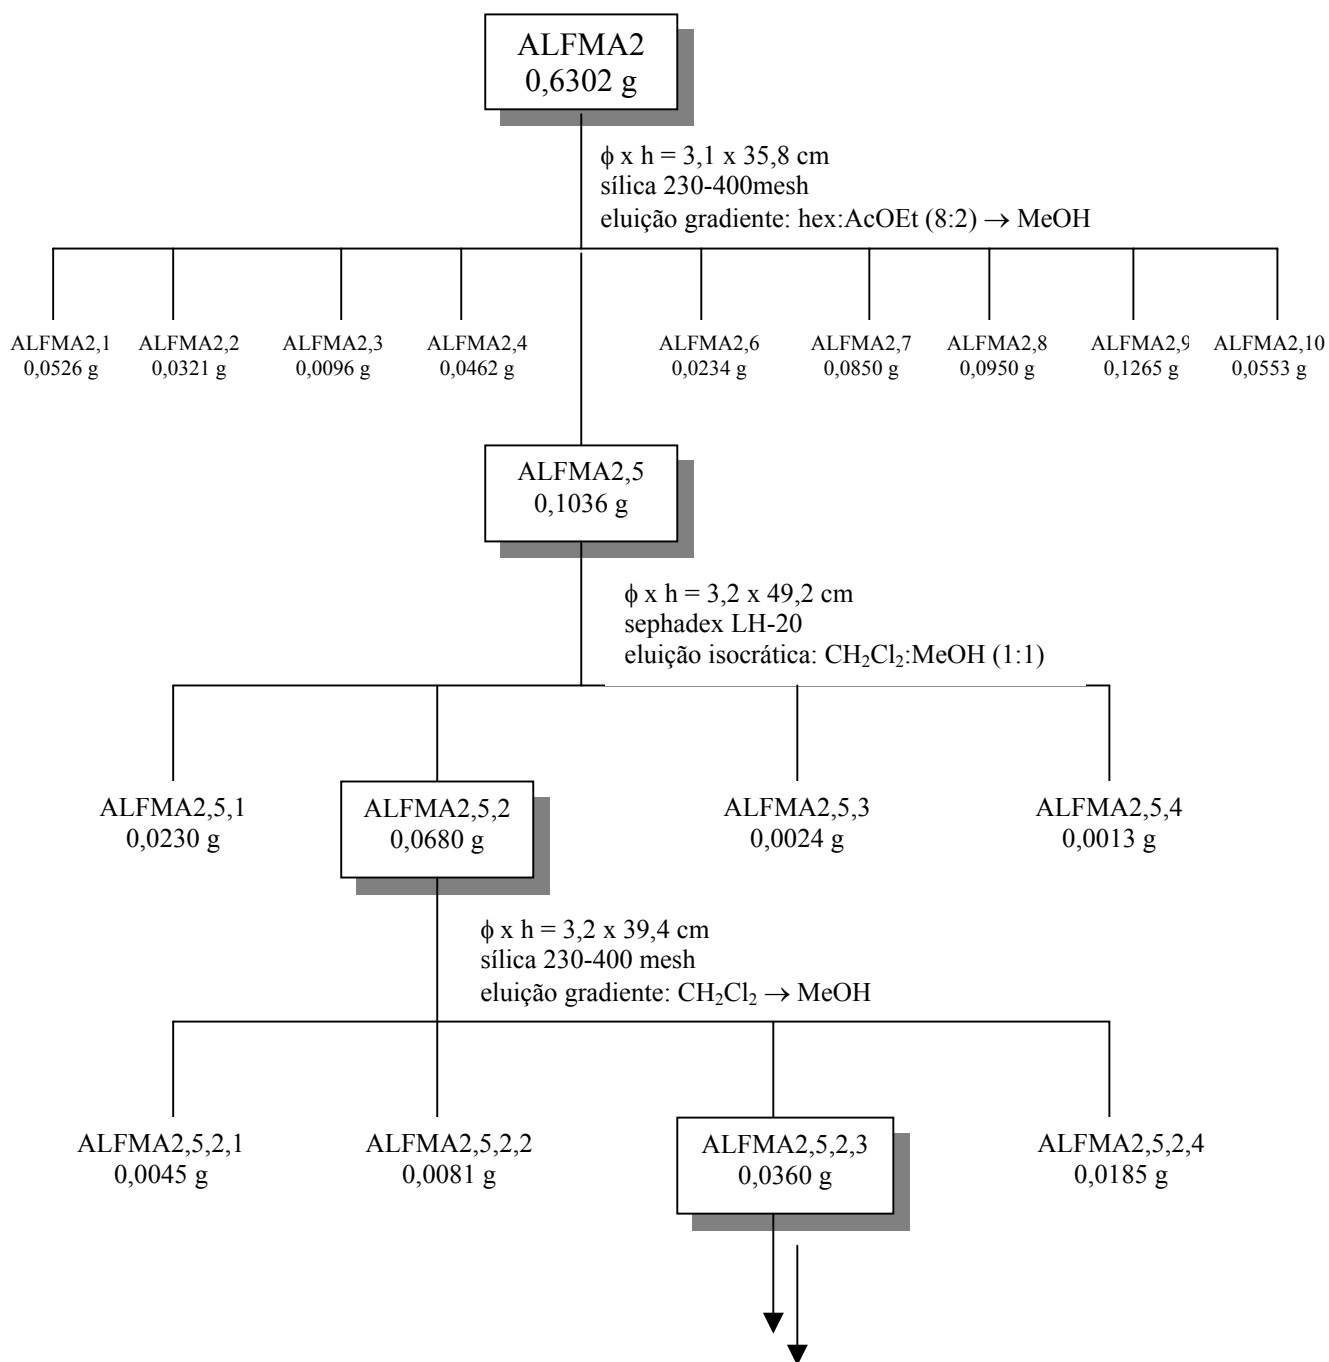 ALFMA2
0,6302 g
ϕ x h = 3,1 x 35,8 cm
sílica 230-400mesh
eluição gradiente: hex:AcOEt (8:2) → MeOH
ALFMA2,1
0,0526 g
ALFMA2,2
0,0321 g
ALFMA2,3
0,0096 g
ALFMA2,4
0,0462 g
ALFMA2,6
0,0234 g
ALFMA2,7
0,0850 g
ALFMA2,8
0,0950 g
ALFMA2,9
0,1265 g
ALFMA2,10
0,0553 g
ALFMA2,5
0,1036 g
ϕ x h = 3,2 x 49,2 cm
sephadex LH-20
eluição isocrática: CH₂Cl₂:MeOH (1:1)
ALFMA2,5,1
0,0230 g
ALFMA2,5,2
0,0680 g
ALFMA2,5,3
0,0024 g
ALFMA2,5,4
0,0013 g
ϕ x h = 3,2 x 39,4 cm
sílica 230-400 mesh
eluição gradiente: CH₂Cl₂ → MeOH
ALFMA2,5,2,1
0,0045 g
ALFMA2,5,2,2
0,0081 g
ALFMA2,5,2,3
0,0360 g
ALFMA2,5,2,4
0,0185 g